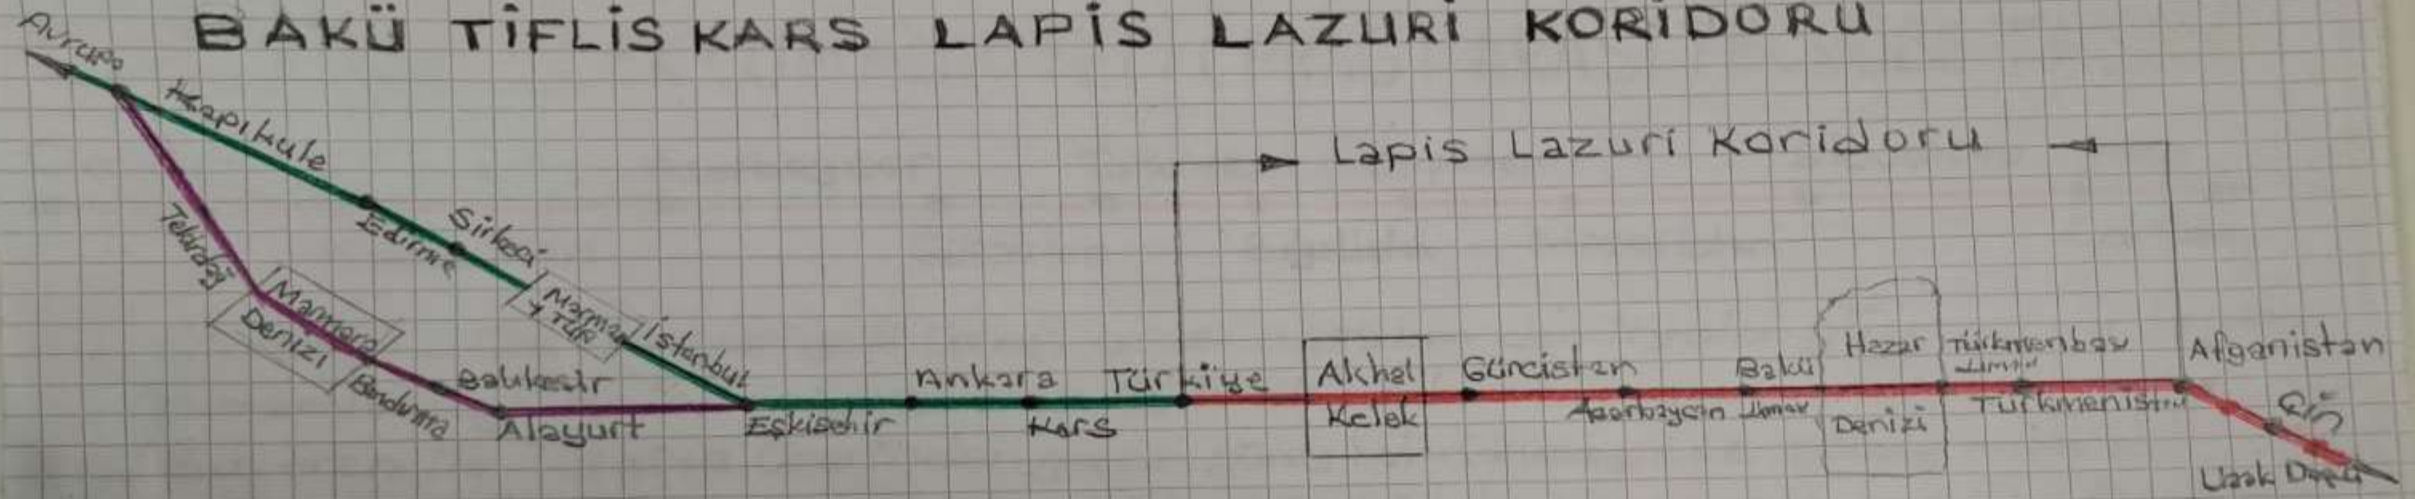 BAKÜ TİFLİS KARS LAPİS LAZURİ KORİDORU
Avrupa
Kapıkule
Lapis Lazuri Koridoru
Edirne
Sirkeci
Tekirdağ
Marmara
Denizi
Marmaray
Tüp
İstanbul
Bandırma
Balıkesir
Alayurt
Eskişehir
Ankara
Kars
Türkiye
Akhal
Kelek
Gürcistan
Azerbaycan
Bakü
Limanı
Hazar
Denizi
Türkmenbaşı
Limanı
Türkmenistan
Afganistan
Çin
Uzak Doğu